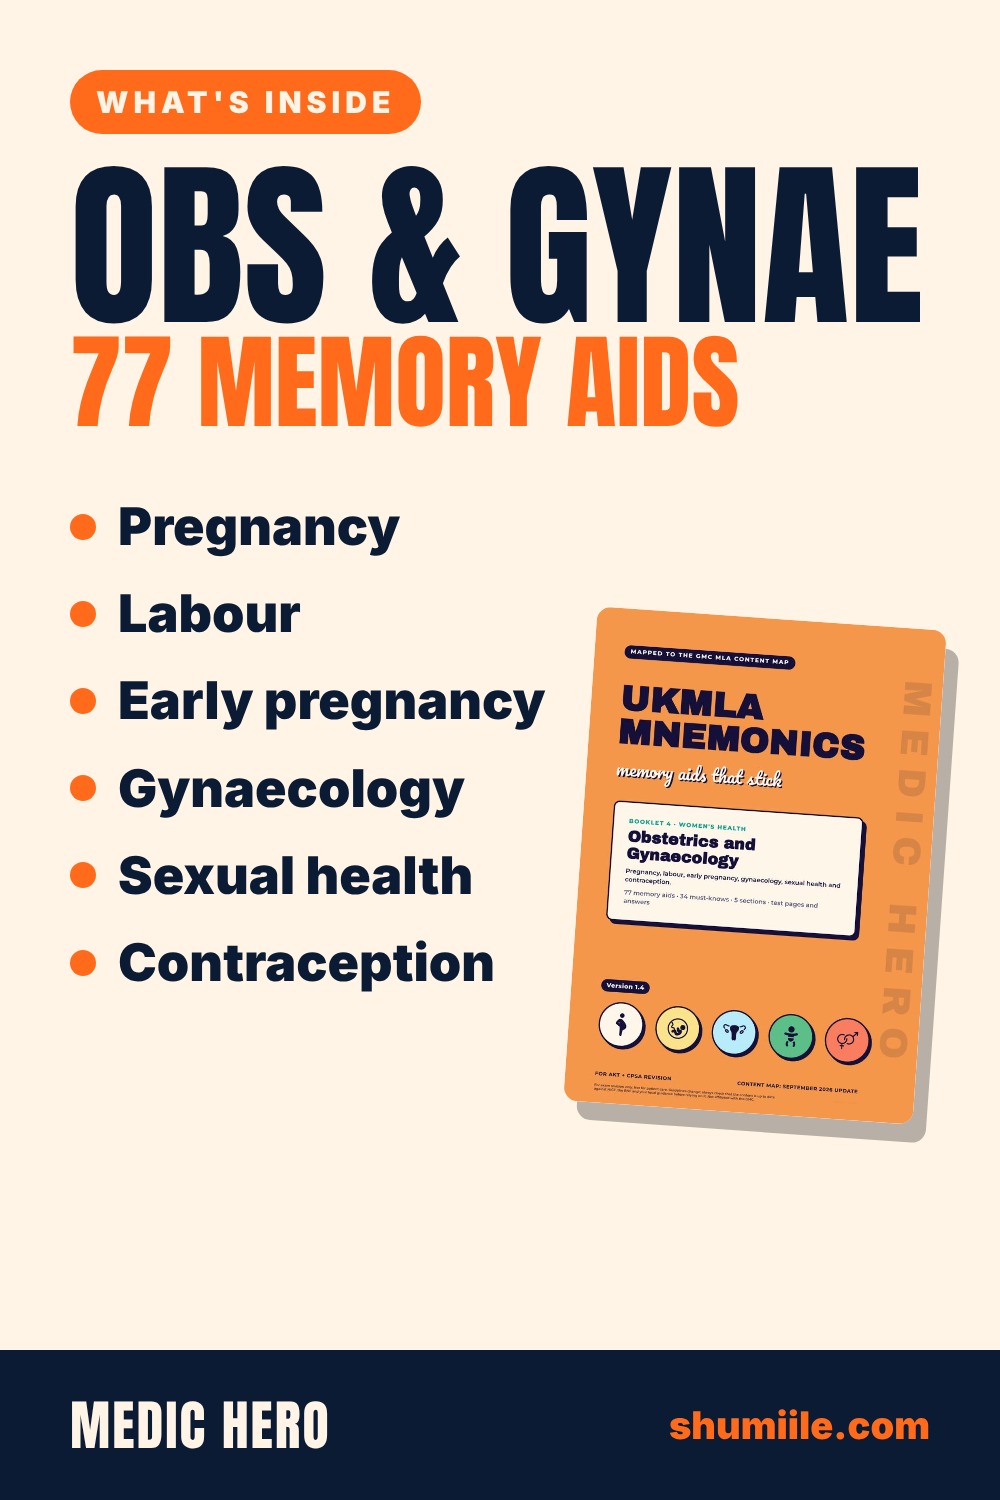 WHAT'S INSIDE
OBS & GYNAE
77 MEMORY AIDS
Pregnancy
Labour
Early pregnancy
Gynaecology
Sexual health
Contraception
MAPPED TO THE GMC MLA CONTENT MAP
UKMLA
MNEMONICS
memory aids that stick
BOOKLET 4 · WOMEN'S HEALTH
Obstetrics and
Gynaecology
Pregnancy, labour, early pregnancy, gynaecology, sexual health and
contraception.
77 memory aids · 34 must-knows · 5 sections · test pages and
answers
Version 1.4
FOR AKT + CPSA REVISION
CONTENT MAP: SEPTEMBER 2026 UPDATE
MEDIC HERO
MEDIC HERO
shumiile.com